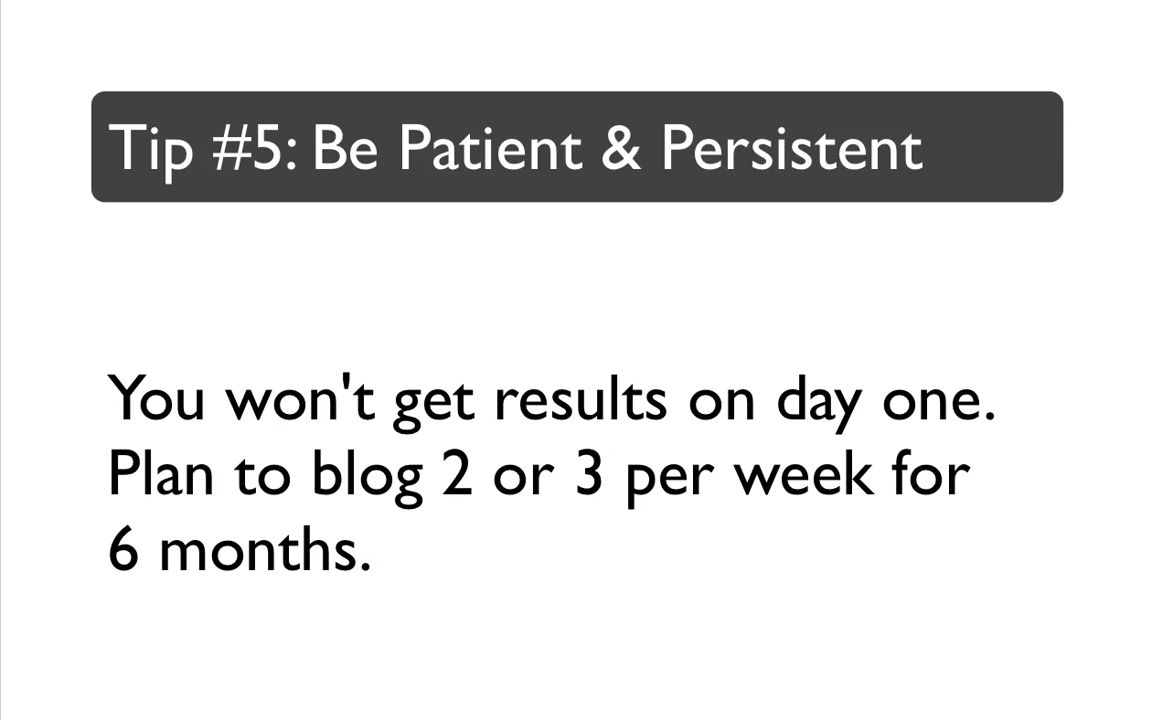 Tip #5: Be Patient & Persistent
You won't get results on day one.
Plan to blog 2 or 3 per week for
6 months.